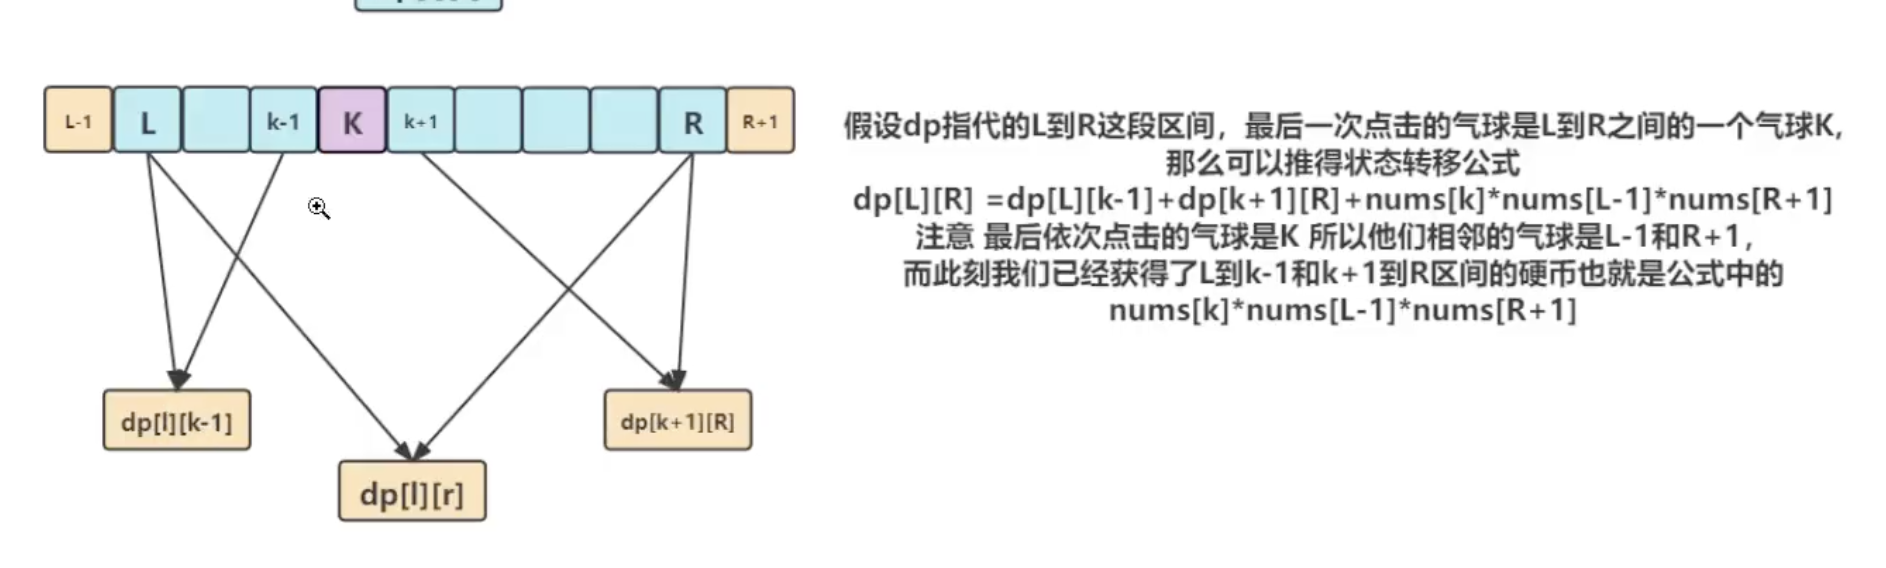 L-1 L k-1 K k+1 R R+1
假设dp指代的L到R这段区间，最后一次点击的气球是L到R之间的一个气球K，
那么可以推得状态转移公式
dp[L][R] =dp[L][k-1]+dp[k+1][R]+nums[k]*nums[L-1]*nums[R+1]
注意 最后依次点击的气球是K 所以他们相邻的气球是L-1和R+1，
而此刻我们已经获得了L到k-1和k+1到R区间的硬币也就是公式中的
nums[k]*nums[L-1]*nums[R+1]
dp[l][k-1]
dp[k+1][R]
dp[l][r]